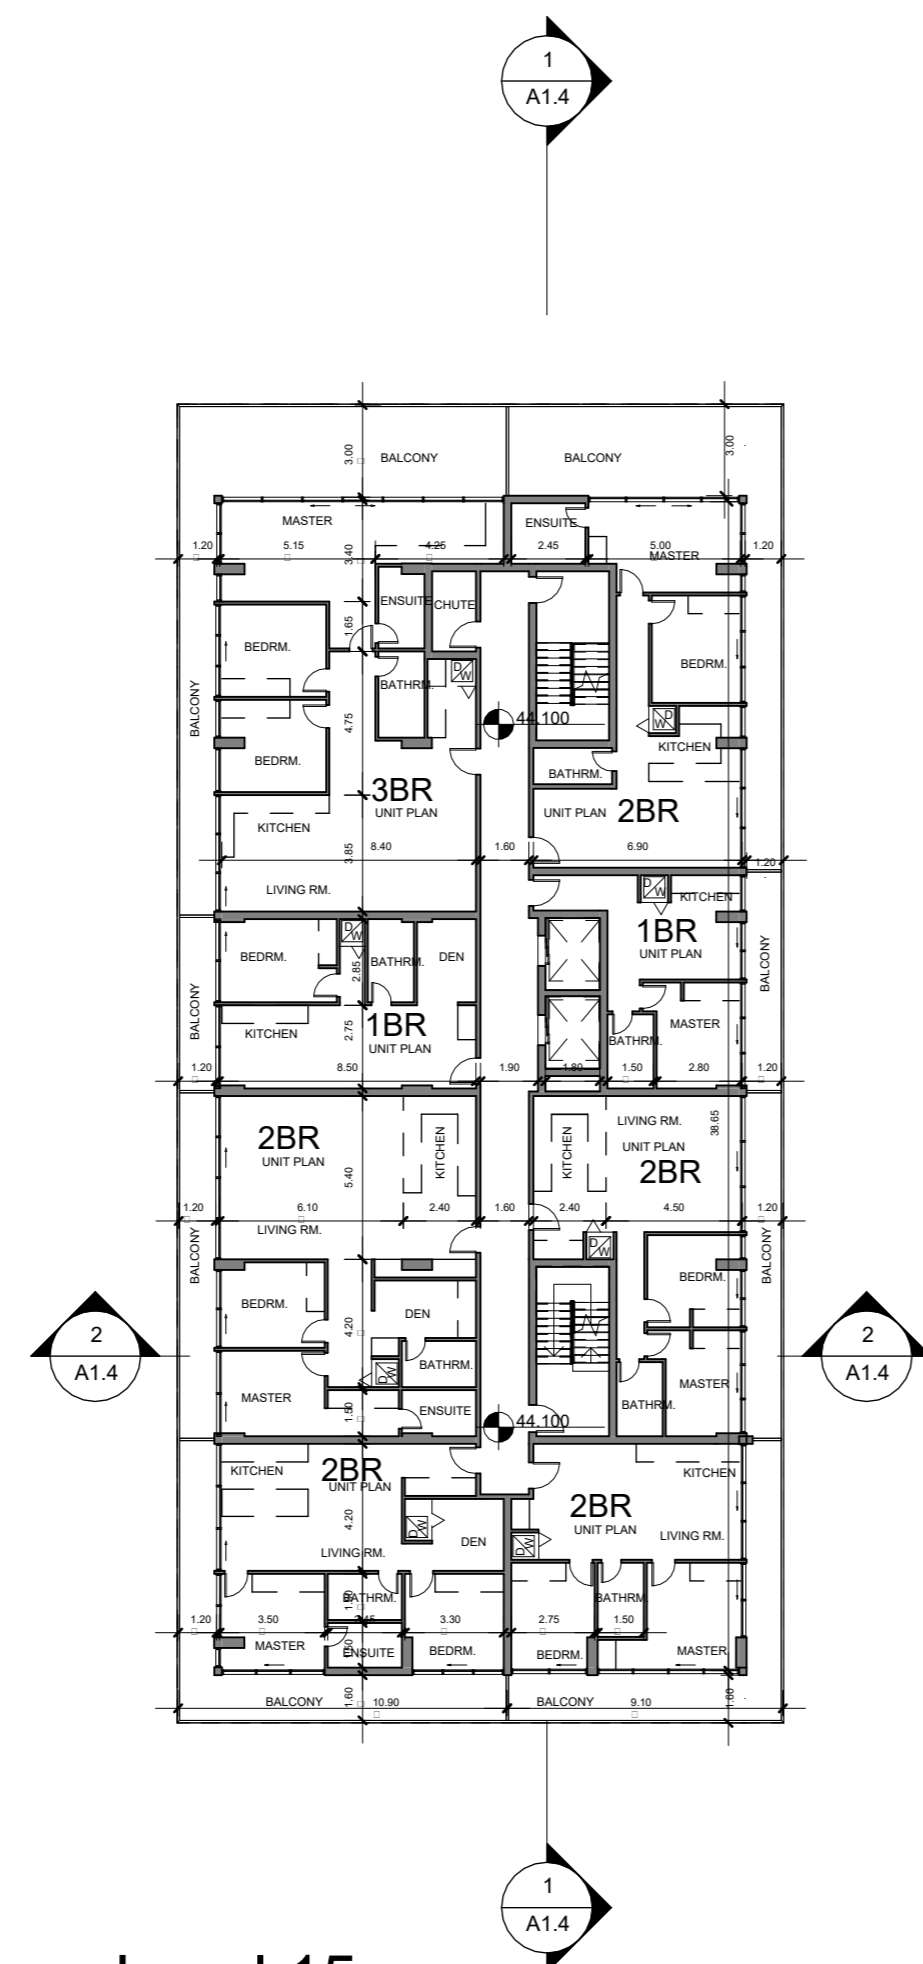 1
A1.4
3.00
BALCONY
BALCONY
3.00
MASTER
ENSUITE
1.20
5.15
3.40
4.25
2.45
5.00
MASTER
1.20
ENSUITE
CHUTE
1.65
BEDRM.
BEDRM.
D
W
BATHRM.
BALCONY
4.75
44.100
D
W
KITCHEN
BEDRM.
BATHRM.
3BR
UNIT PLAN
UNIT PLAN
2BR
KITCHEN
3.85
8.40
1.60
6.90
1.20
LIVING RM.
D
W
KITCHEN
D
W
1BR
UNIT PLAN
BEDRM.
BATHRM.
DEN
2.85
BALCONY
BALCONY
KITCHEN
2.75
1BR
UNIT PLAN
MASTER
BATHRM.
1.20
8.50
1.90
1.80
1.50
2.80
1.20
2BR
UNIT PLAN
KITCHEN
KITCHEN
LIVING RM.
UNIT PLAN
38.65
2BR
5.40
1.20
6.10
2.40
1.60
2.40
4.50
1.20
LIVING RM.
D
W
BALCONY
BALCONY
BEDRM.
BEDRM.
DEN
4.20
2
A1.4
2
A1.4
BATHRM.
D
W
MASTER
MASTER
BATHRM.
1.50
ENSUITE
44.100
KITCHEN
2BR
UNIT PLAN
KITCHEN
2BR
UNIT PLAN
4.20
D
W
DEN
D
W
LIVING RM.
LIVING RM.
BATHRM.
BATHRM.
1.20
3.50
2.45
3.30
2.75
1.50
MASTER
1.50
ENSUITE
BEDRM.
BEDRM.
MASTER
BALCONY
1.60
10.90
BALCONY
9.10
1.60
1
A1.4